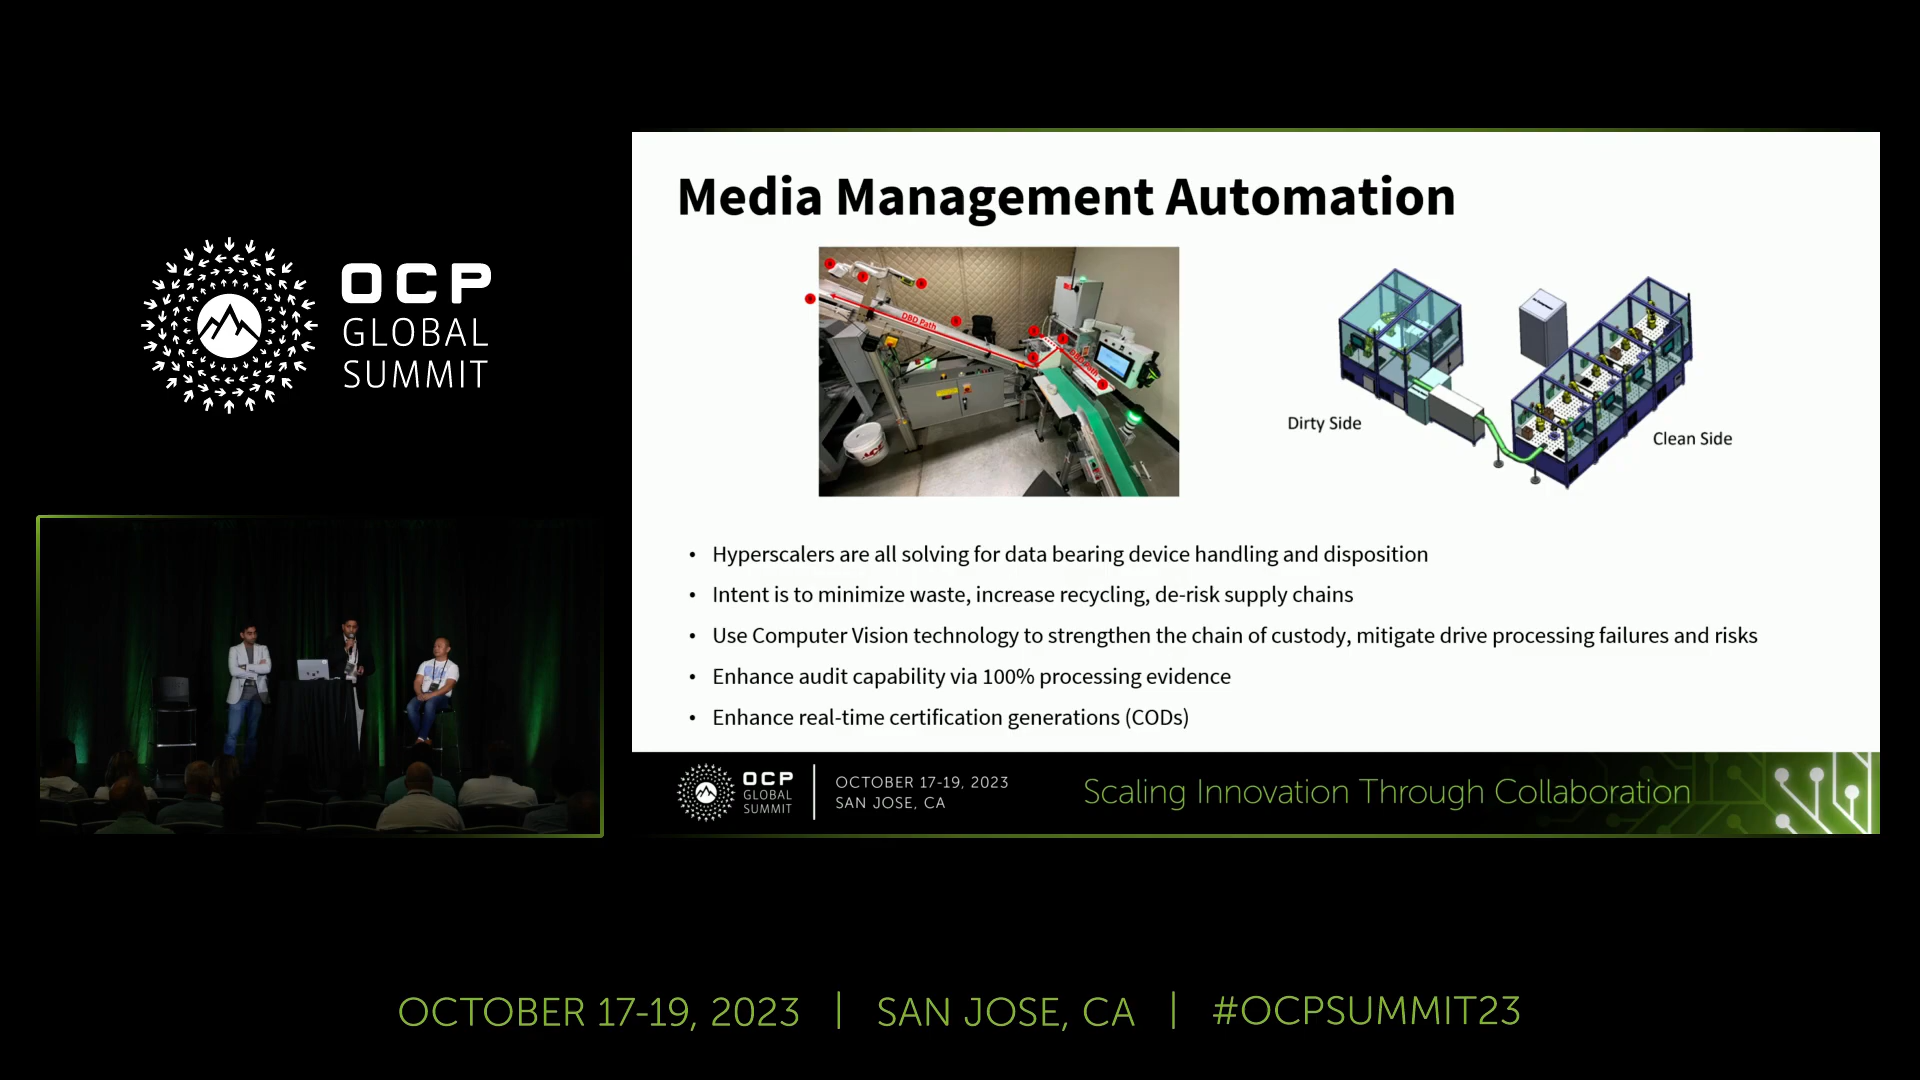 OCP
GLOBAL
SUMMIT
Media Management Automation
DBD Path
Dirty Side
Clean Side
• Hyperscalers are all solving for data bearing device handling and disposition
• Intent is to minimize waste, increase recycling, de-risk supply chains
• Use Computer Vision technology to strengthen the chain of custody, mitigate drive processing failures and risks
• Enhance audit capability via 100% processing evidence
• Enhance real-time certification generations (CODs)
OCP
GLOBAL
SUMMIT
OCTOBER 17-19, 2023
SAN JOSE, CA
Scaling Innovation Through Collaboration
OCTOBER 17-19, 2023 | SAN JOSE, CA | #OCPSUMMIT23